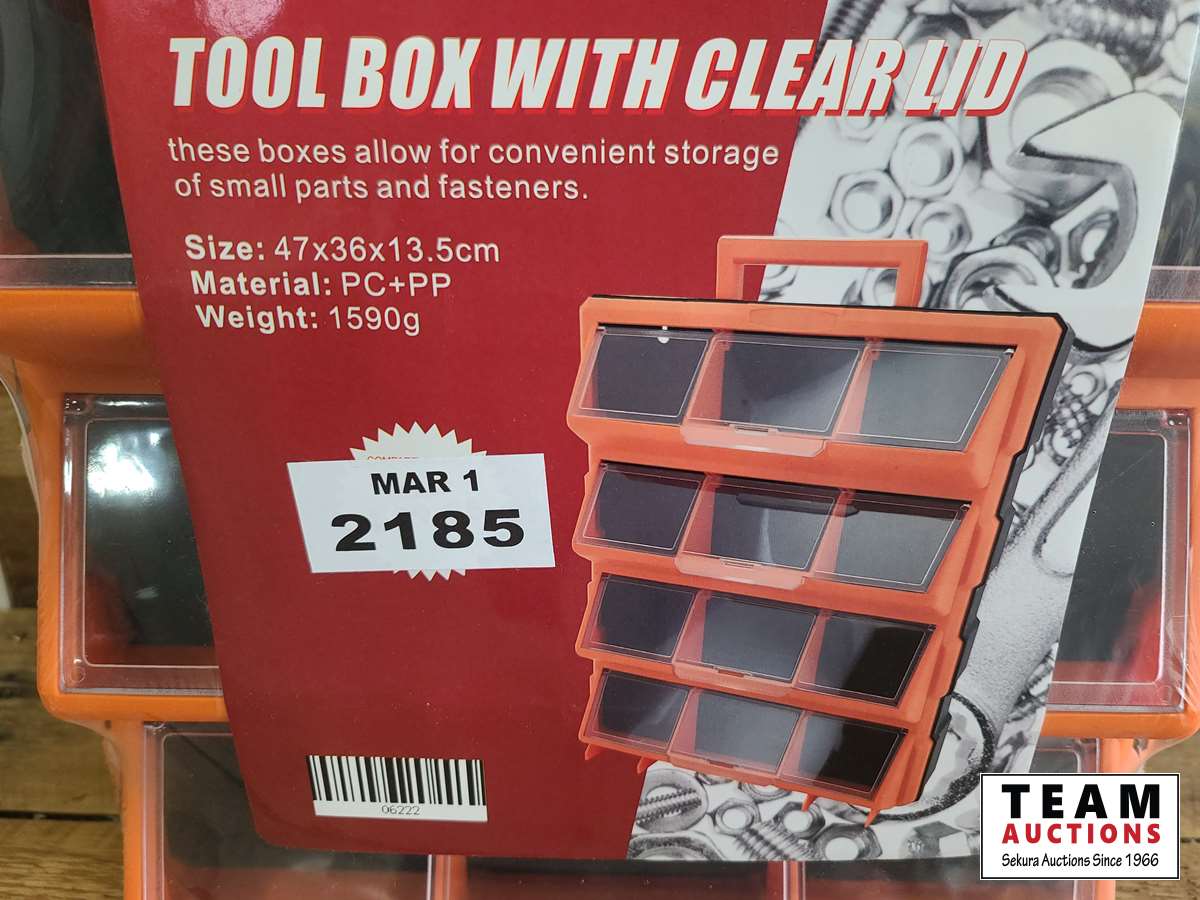 TOOL BOX WITH CLEAR LID
these boxes allow for convenient storage
of small parts and fasteners.
Size: 47x36x13.5cm
Material: PC+PP
Weight: 1590g
MAR 1
2185
06222
TEAM
AUCTIONS
Sekura Auctions Since 1966